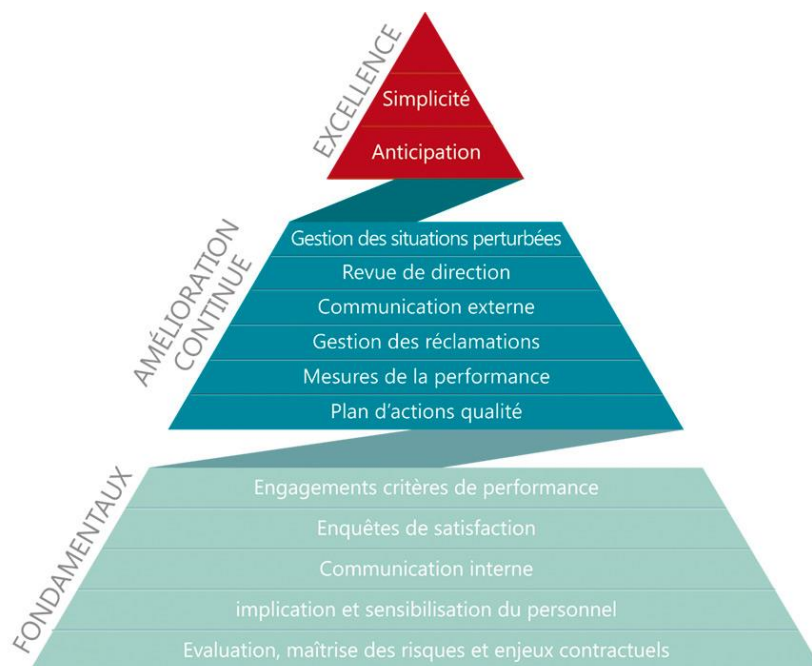 EXCELLENCE
Simplicité
Anticipation
AMÉLIORATION
CONTINUE
Gestion des situations perturbées
Revue de direction
Communication externe
Gestion des réclamations
Mesures de la performance
Plan d'actions qualité
FONDAMENTAUX
Engagements critères de performance
Enquêtes de satisfaction
Communication interne
implication et sensibilisation du personnel
Evaluation, maîtrise des risques et enjeux contractuels